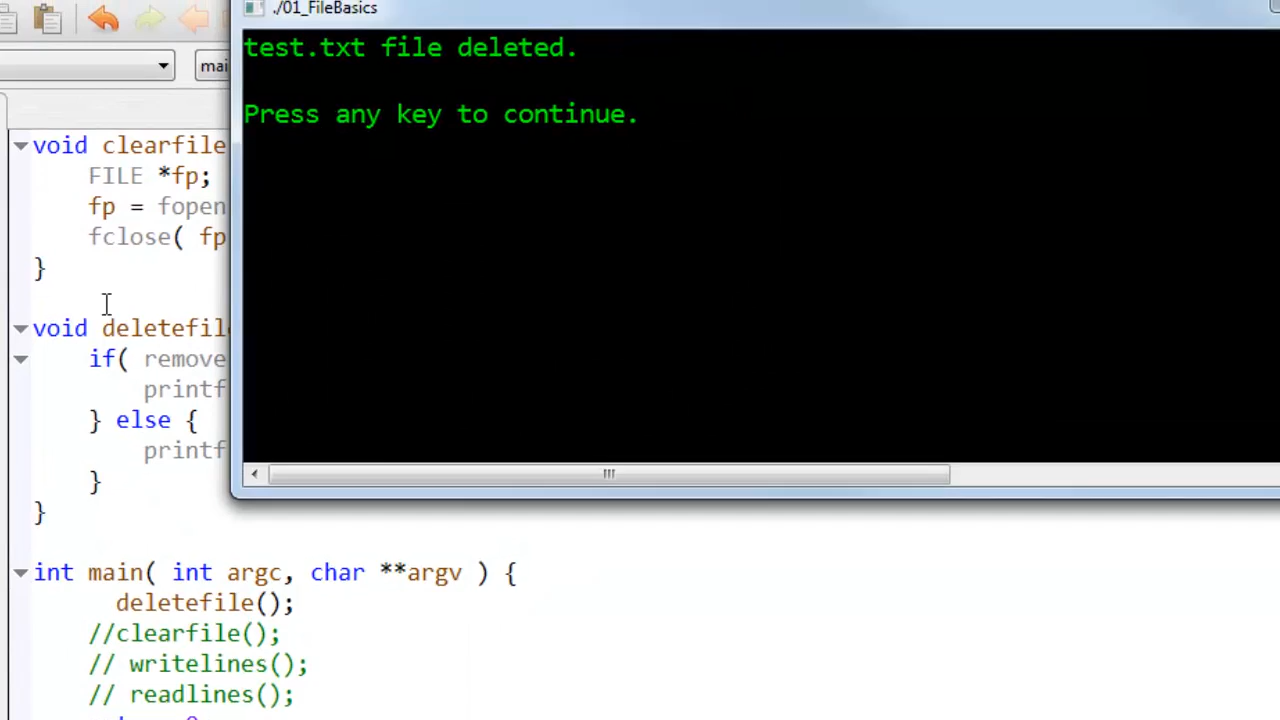 ./01_FileBasics
test.txt file deleted.
Press any key to continue.
mai
void clearfile
FILE *fp;
fp = fopen
fclose( fp
}
void deletefil
if( remove
printf
} else {
printf
}
}
int main( int argc, char **argv ) {
deletefile();
//clearfile();
// writelines();
// readlines();